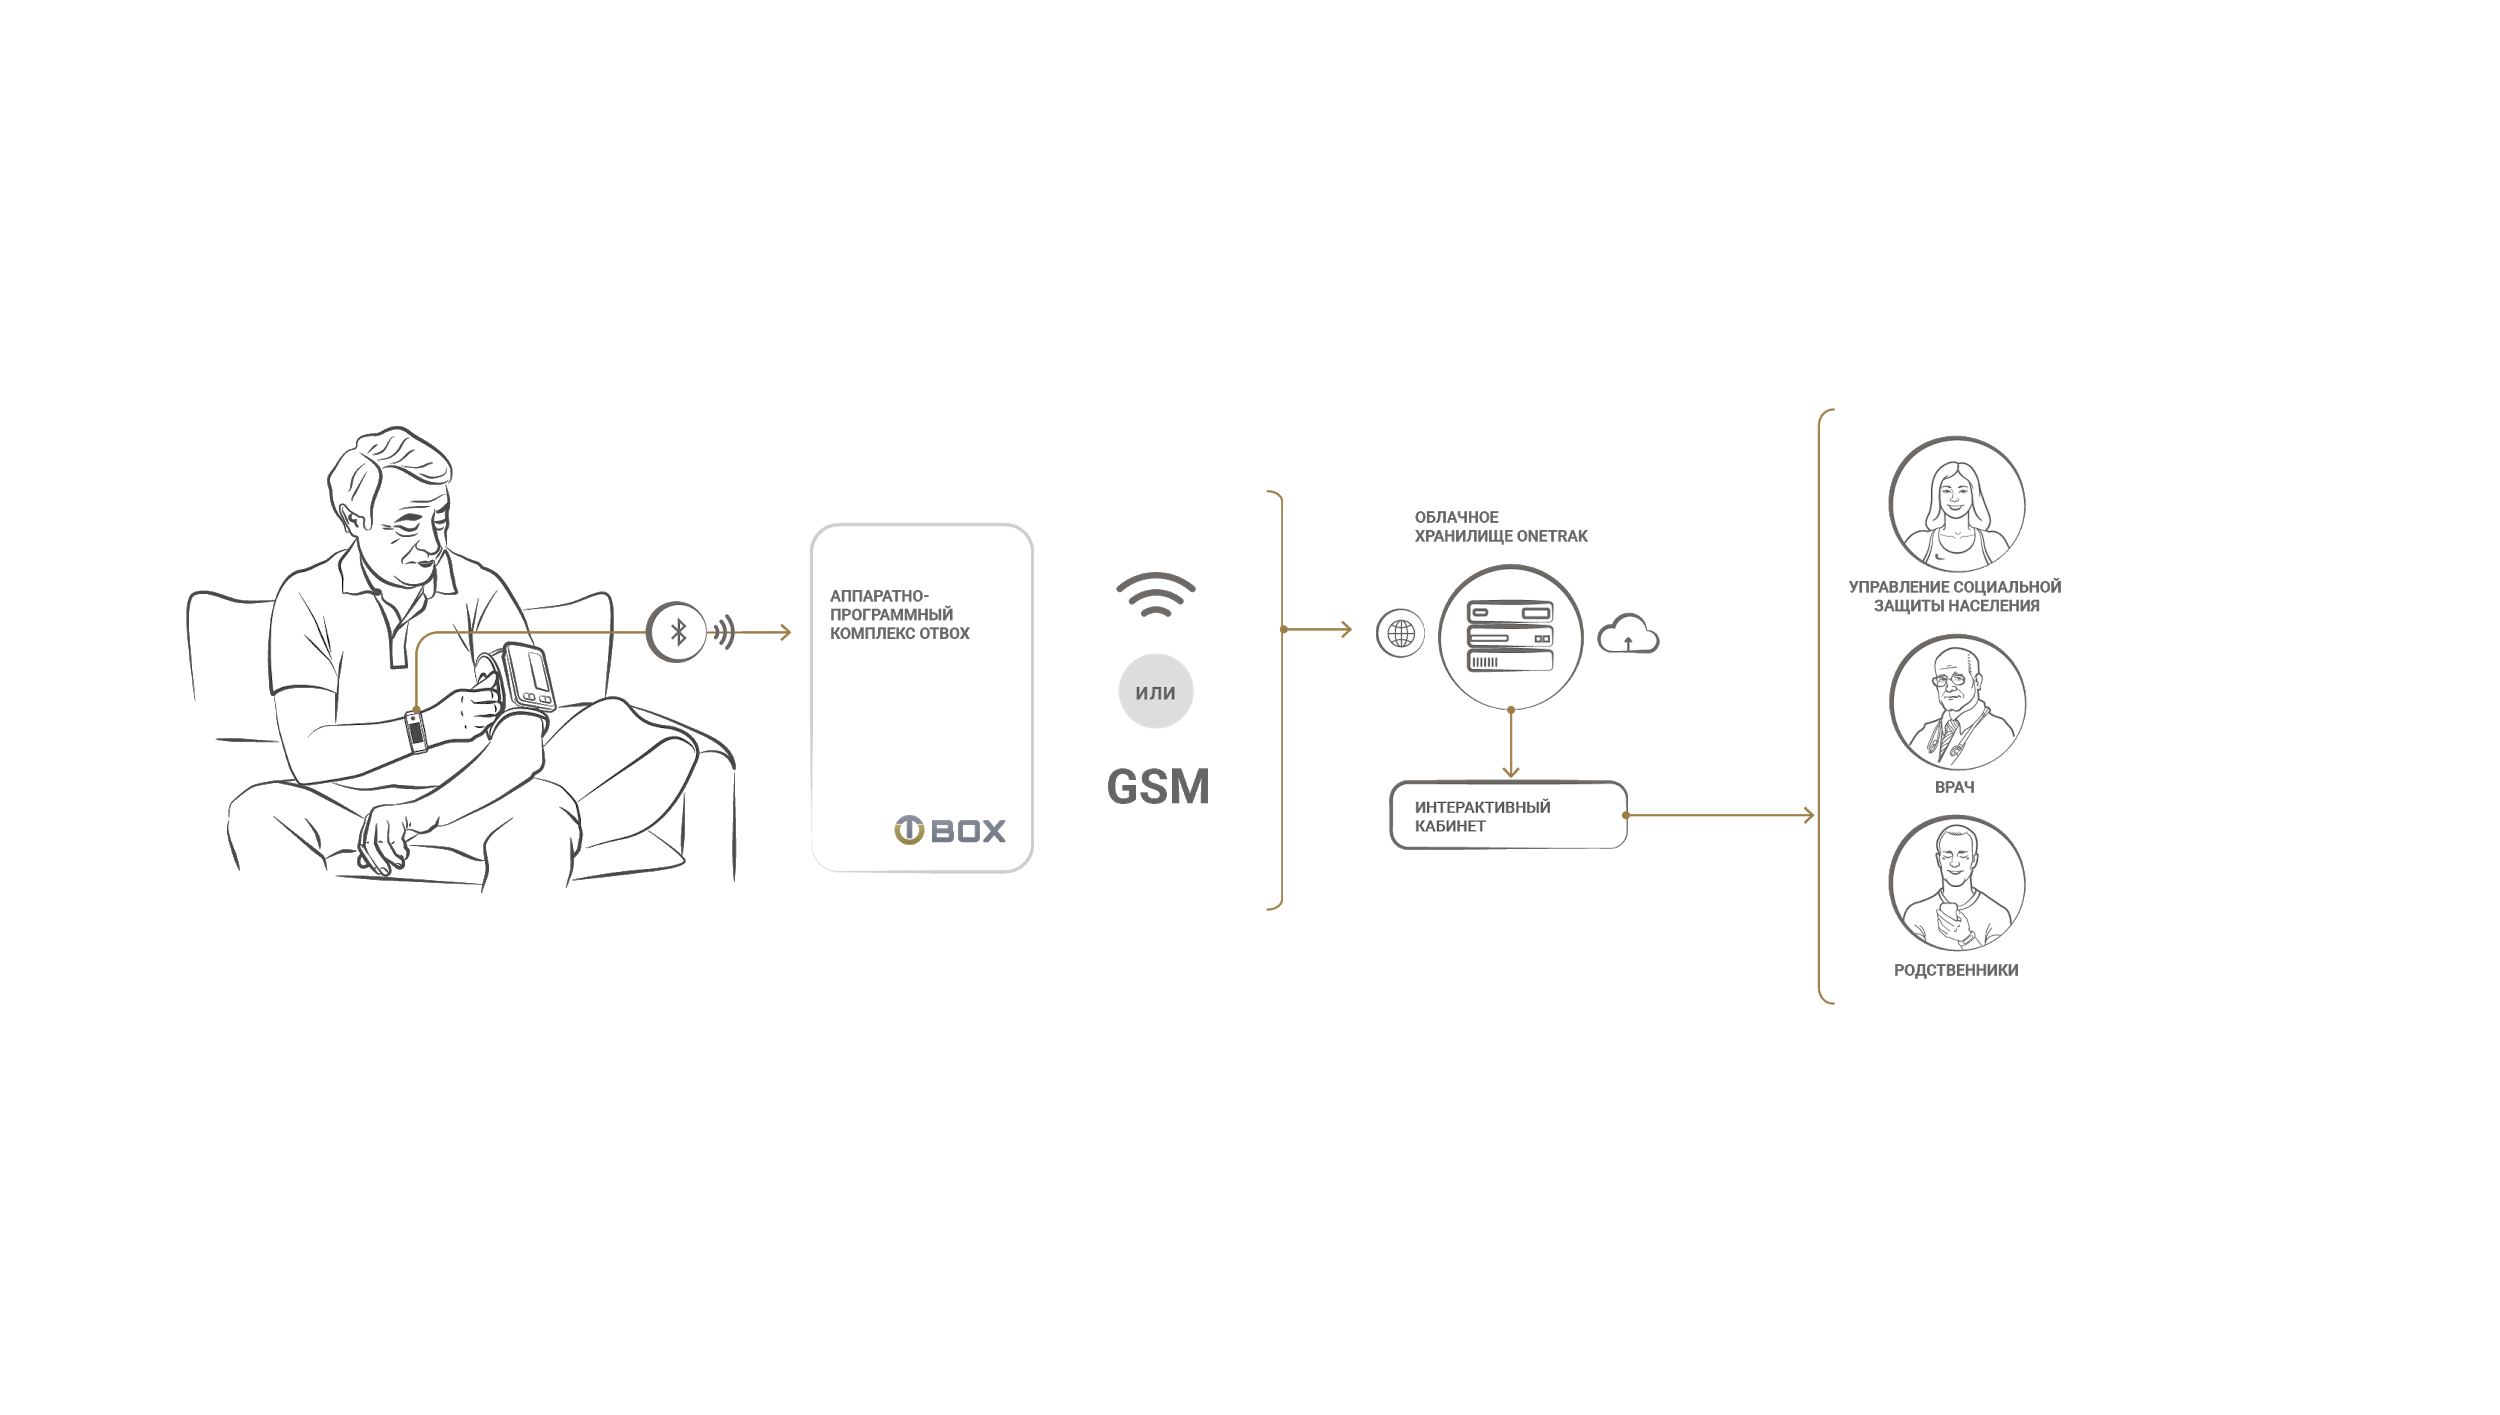 АППАРАТНО-
ПРОГРАММНЫЙ
КОМПЛЕКС OTBOX
BOX
ИЛИ
GSM
ОБЛАЧНОЕ
ХРАНИЛИЩЕ ONETRAK
ИНТЕРАКТИВНЫЙ
КАБИНЕТ
УПРАВЛЕНИЕ СОЦИАЛЬНОЙ
ЗАЩИТЫ НАСЕЛЕНИЯ
ВРАЧ
РОДСТВЕННИКИ